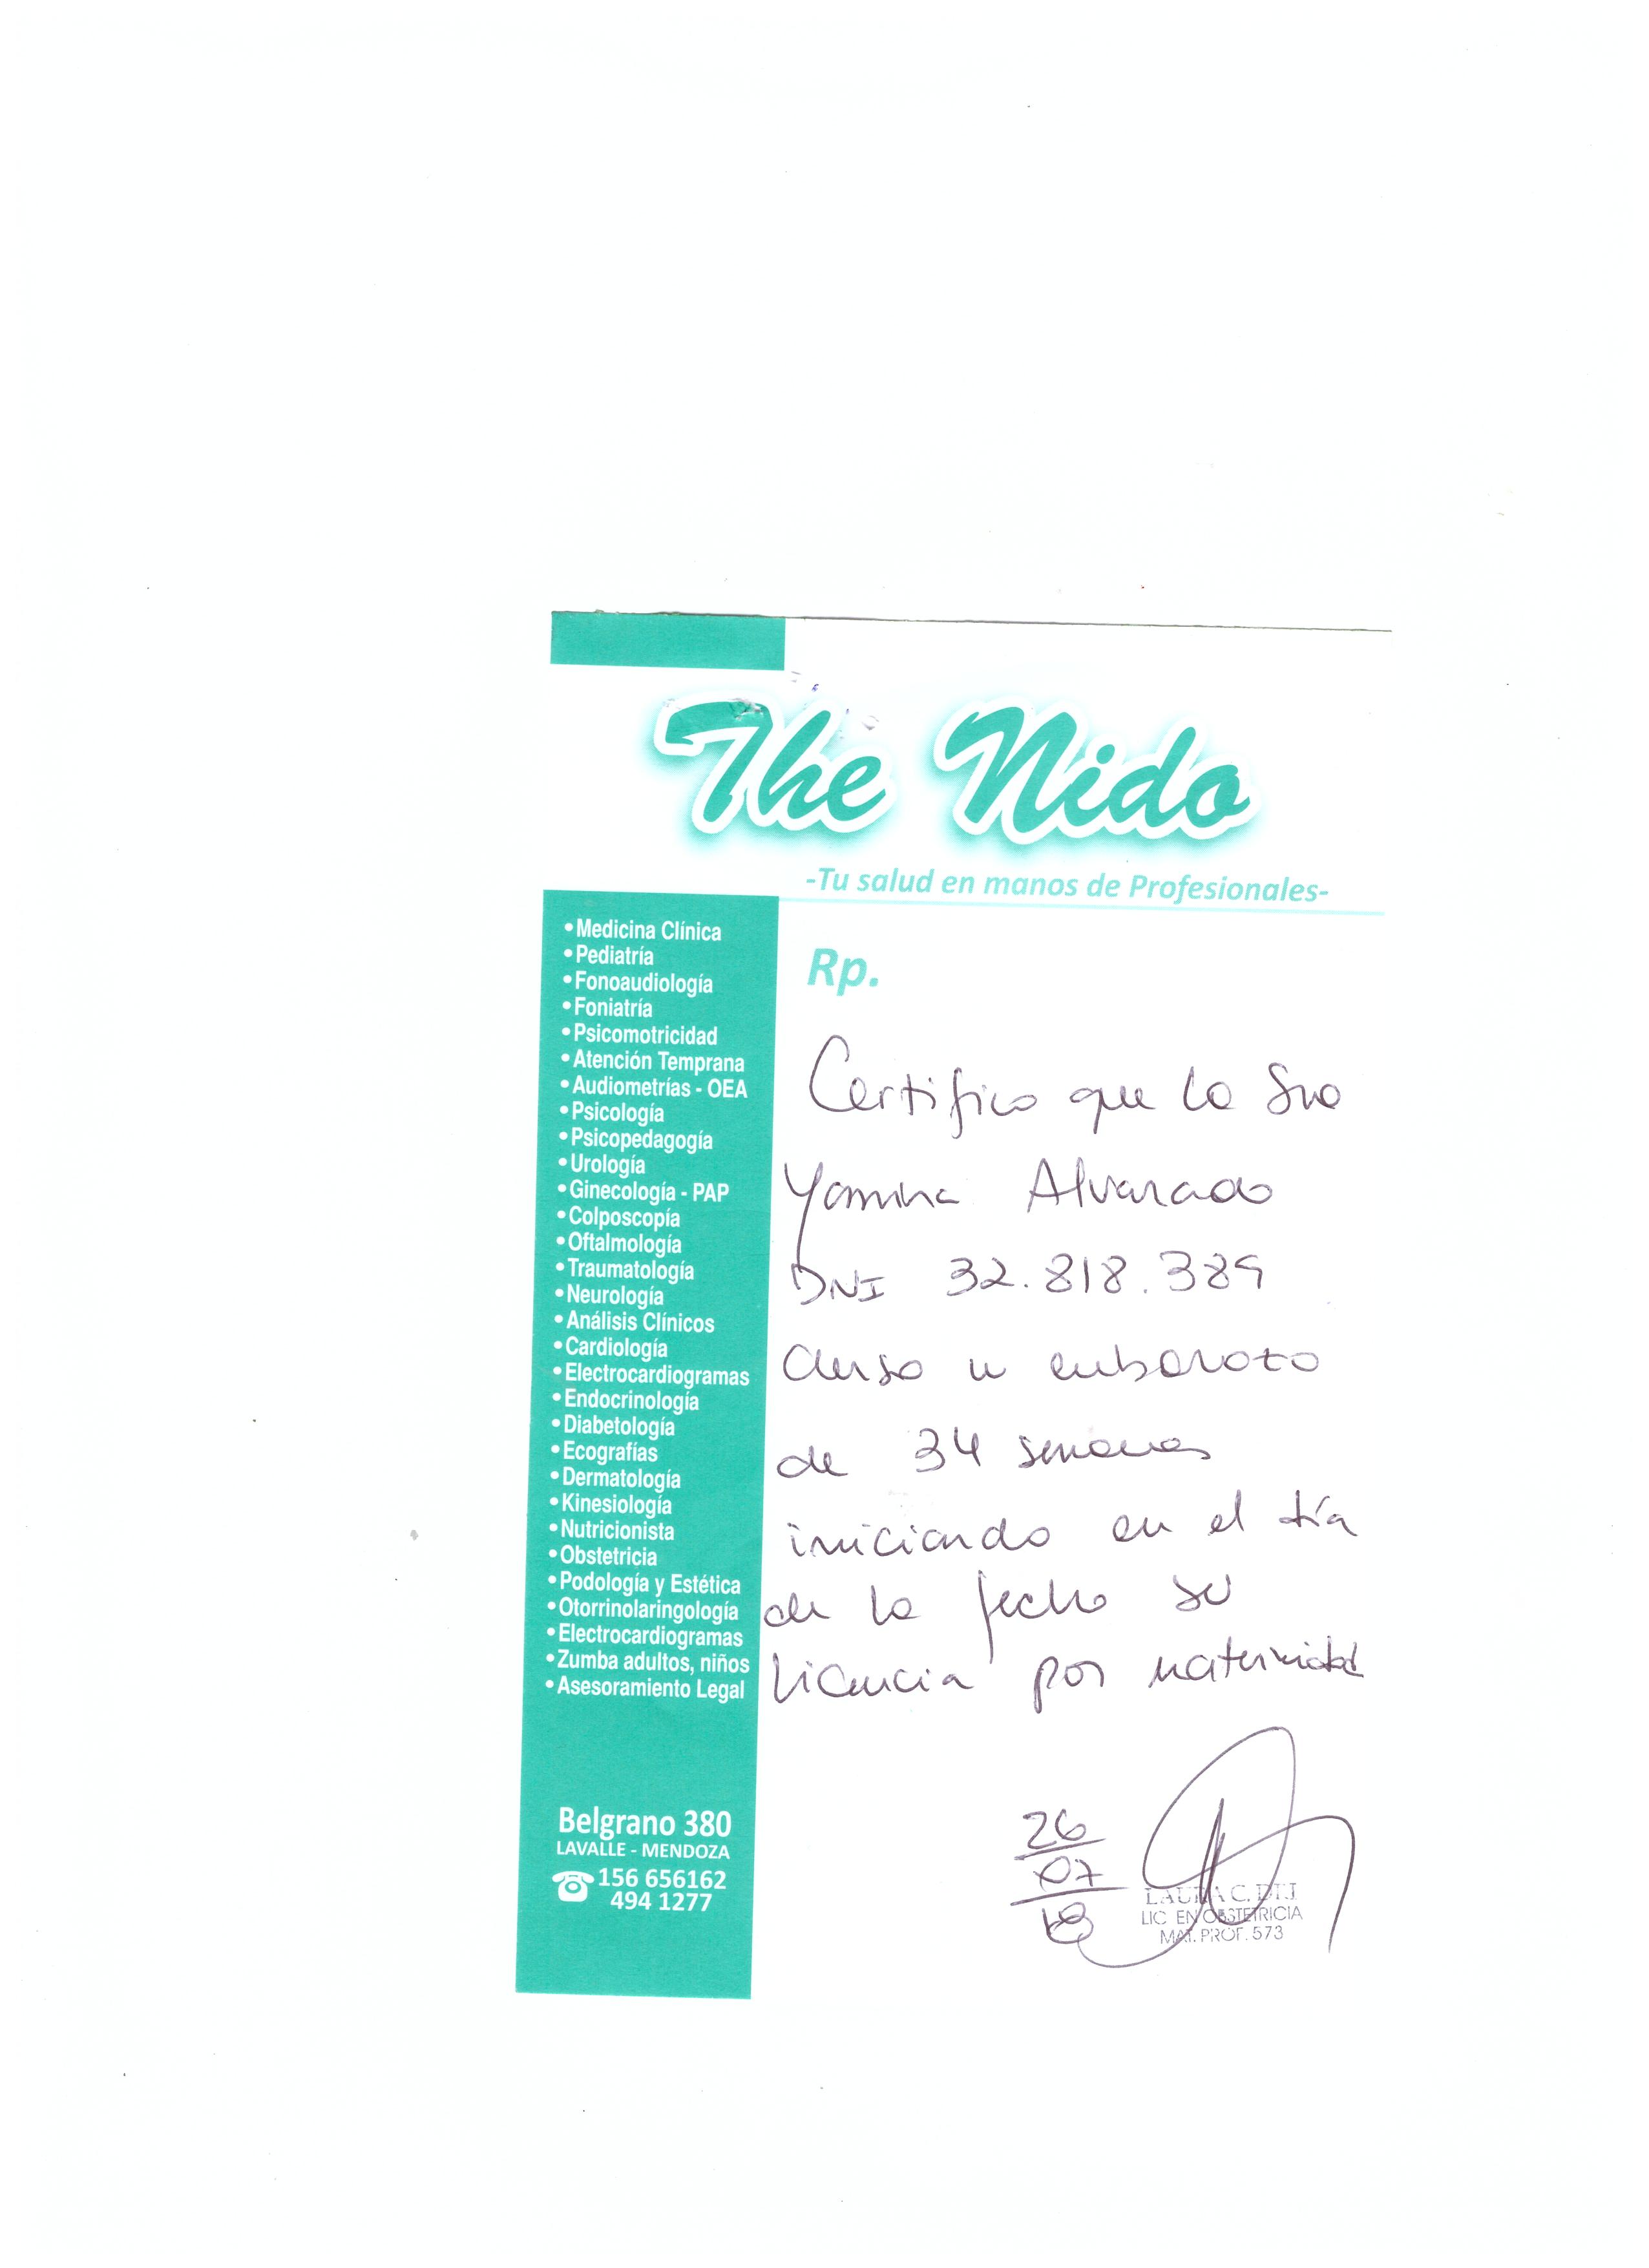 The Nido
-Tu salud en manos de Profesionales-
•Medicina Clínica
•Pediatría
•Fonoaudiología
•Foniatría
•Psicomotricidad
•Atención Temprana
•Audiometrías - OEA
•Psicología
•Psicopedagogía
•Urología
•Ginecología - PAP
•Colposcopía
•Oftalmología
•Traumatología
•Neurología
•Análisis Clínicos
•Cardiología
•Electrocardiogramas
•Endocrinología
•Diabetología
•Ecografías
•Dermatología
•Kinesiología
•Nutricionista
•Obstetricia
•Podología y Estética
•Otorrinolaringología
•Electrocardiogramas
•Zumba adultos, niños
•Asesoramiento Legal
Belgrano 380
LAVALLE - MENDOZA
156 656162
494 1277
Rp.
Certifico que la Sra
Yamina Alvarado
DNI 32.818.389
cursa un embarazo
de 34 semanas
iniciando en el día
de la fecha su
licencia por maternidad
26
07
18
LAURA C.
LIC EN OBSTETRICIA
MAT. PROF. 573